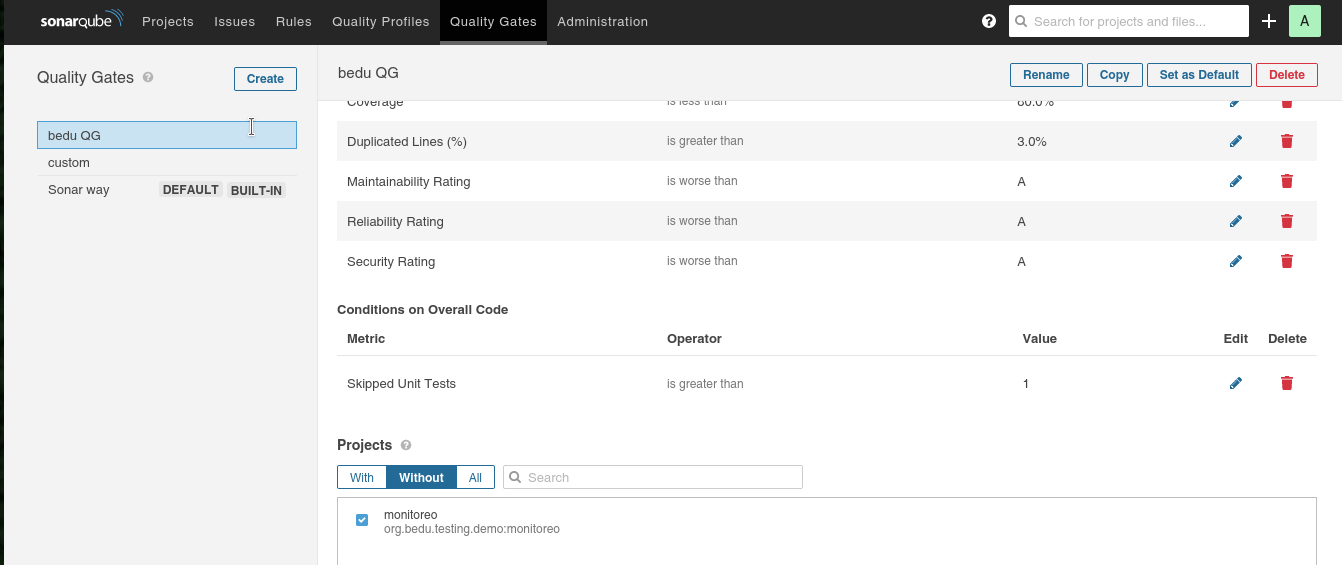 sonarqube Projects Issues Rules Quality Profiles Quality Gates Administration ? Search for projects and files... A
Quality Gates ? Create
bedu QG
custom
Sonar way DEFAULT BUILT-IN
bedu QG Rename Copy Set as Default Delete
Coverage is less than 60.0%
Duplicated Lines (%) is greater than 3.0%
Maintainability Rating is worse than A
Reliability Rating is worse than A
Security Rating is worse than A
Conditions on Overall Code
Metric Operator Value Edit Delete
Skipped Unit Tests is greater than 1
Projects ?
With Without All Search
monitoreo
org.bedu.testing.demo:monitoreo